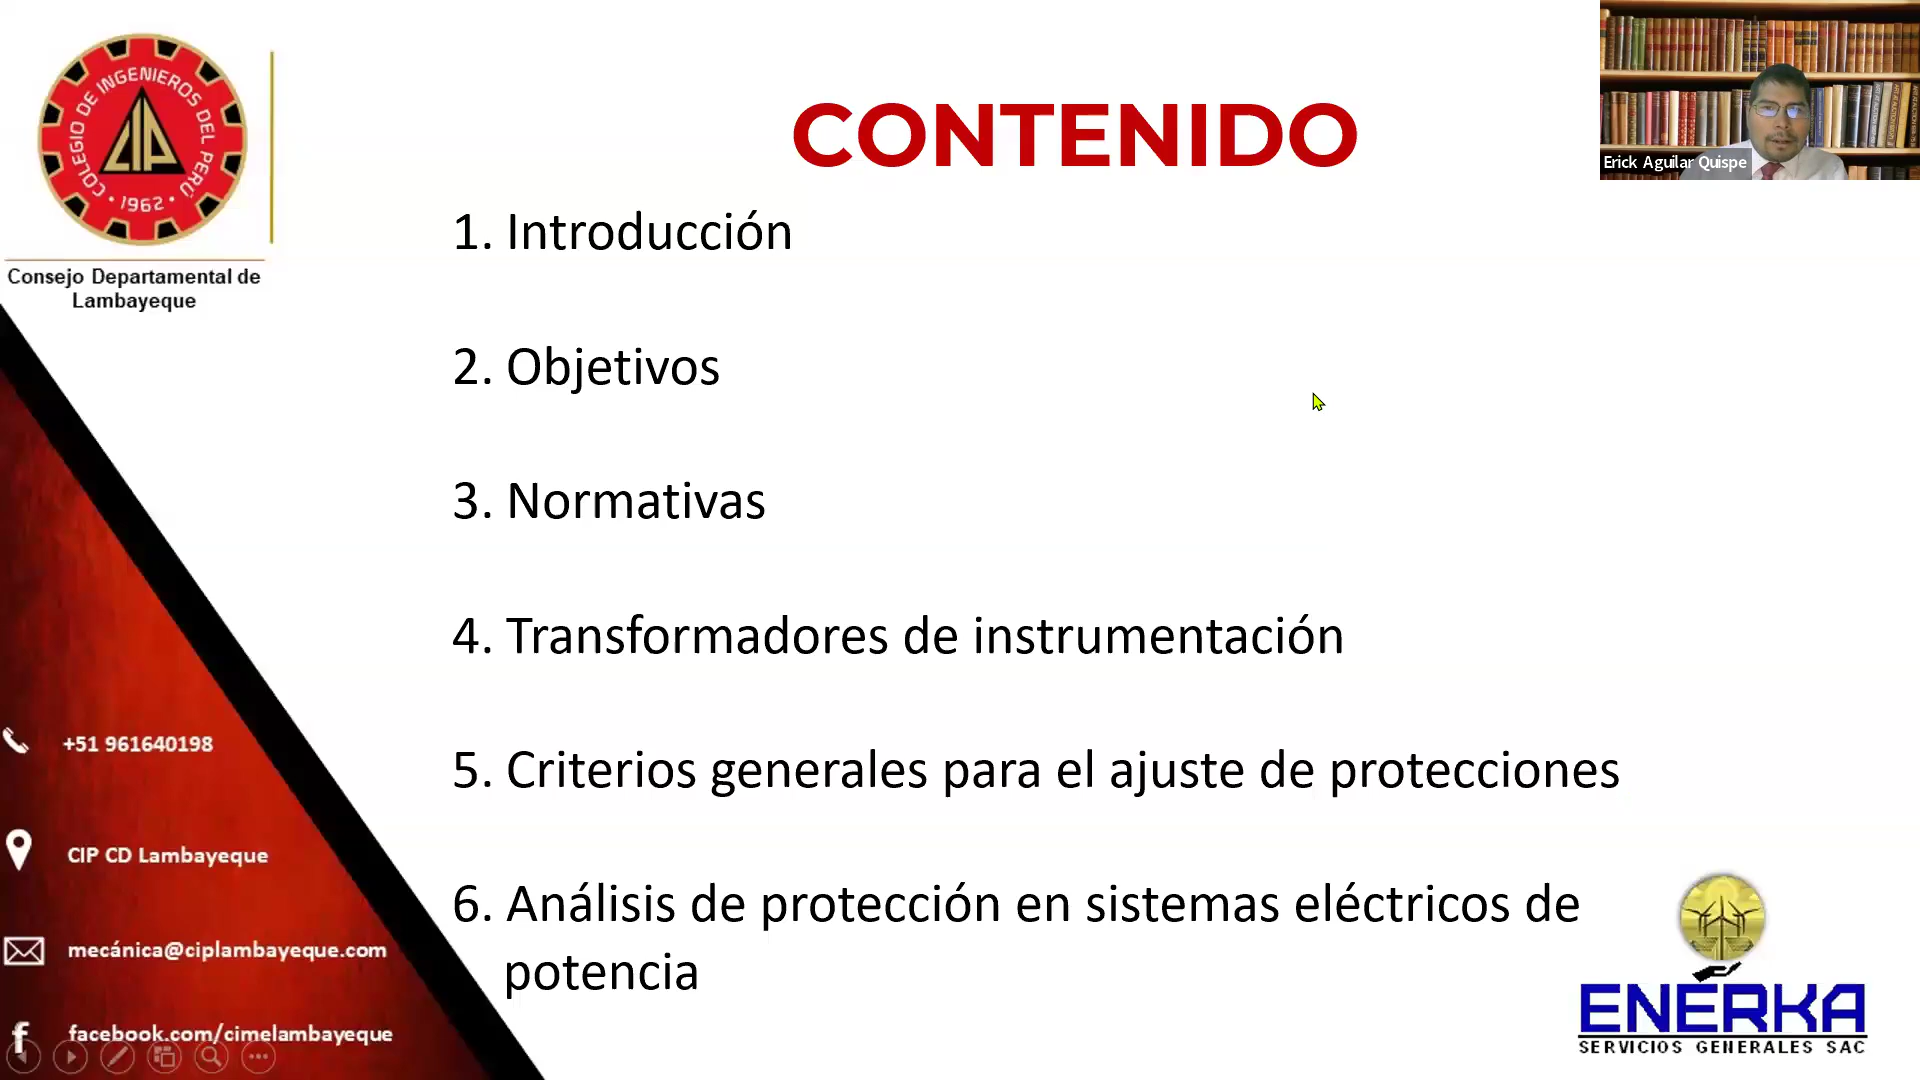 COLEGIO DE INGENIEROS DEL PERÚ
CIP
• 1962 •
Consejo Departamental de
Lambayeque
CONTENIDO
Erick Aguilar Quispe
1. Introducción
2. Objetivos
3. Normativas
4. Transformadores de instrumentación
5. Criterios generales para el ajuste de protecciones
6. Análisis de protección en sistemas eléctricos de
potencia
+51 961640198
CIP CD Lambayeque
mecánica@ciplambayeque.com
facebook.com/cimelambayeque
ENERKA
SERVICIOS GENERALES SAC